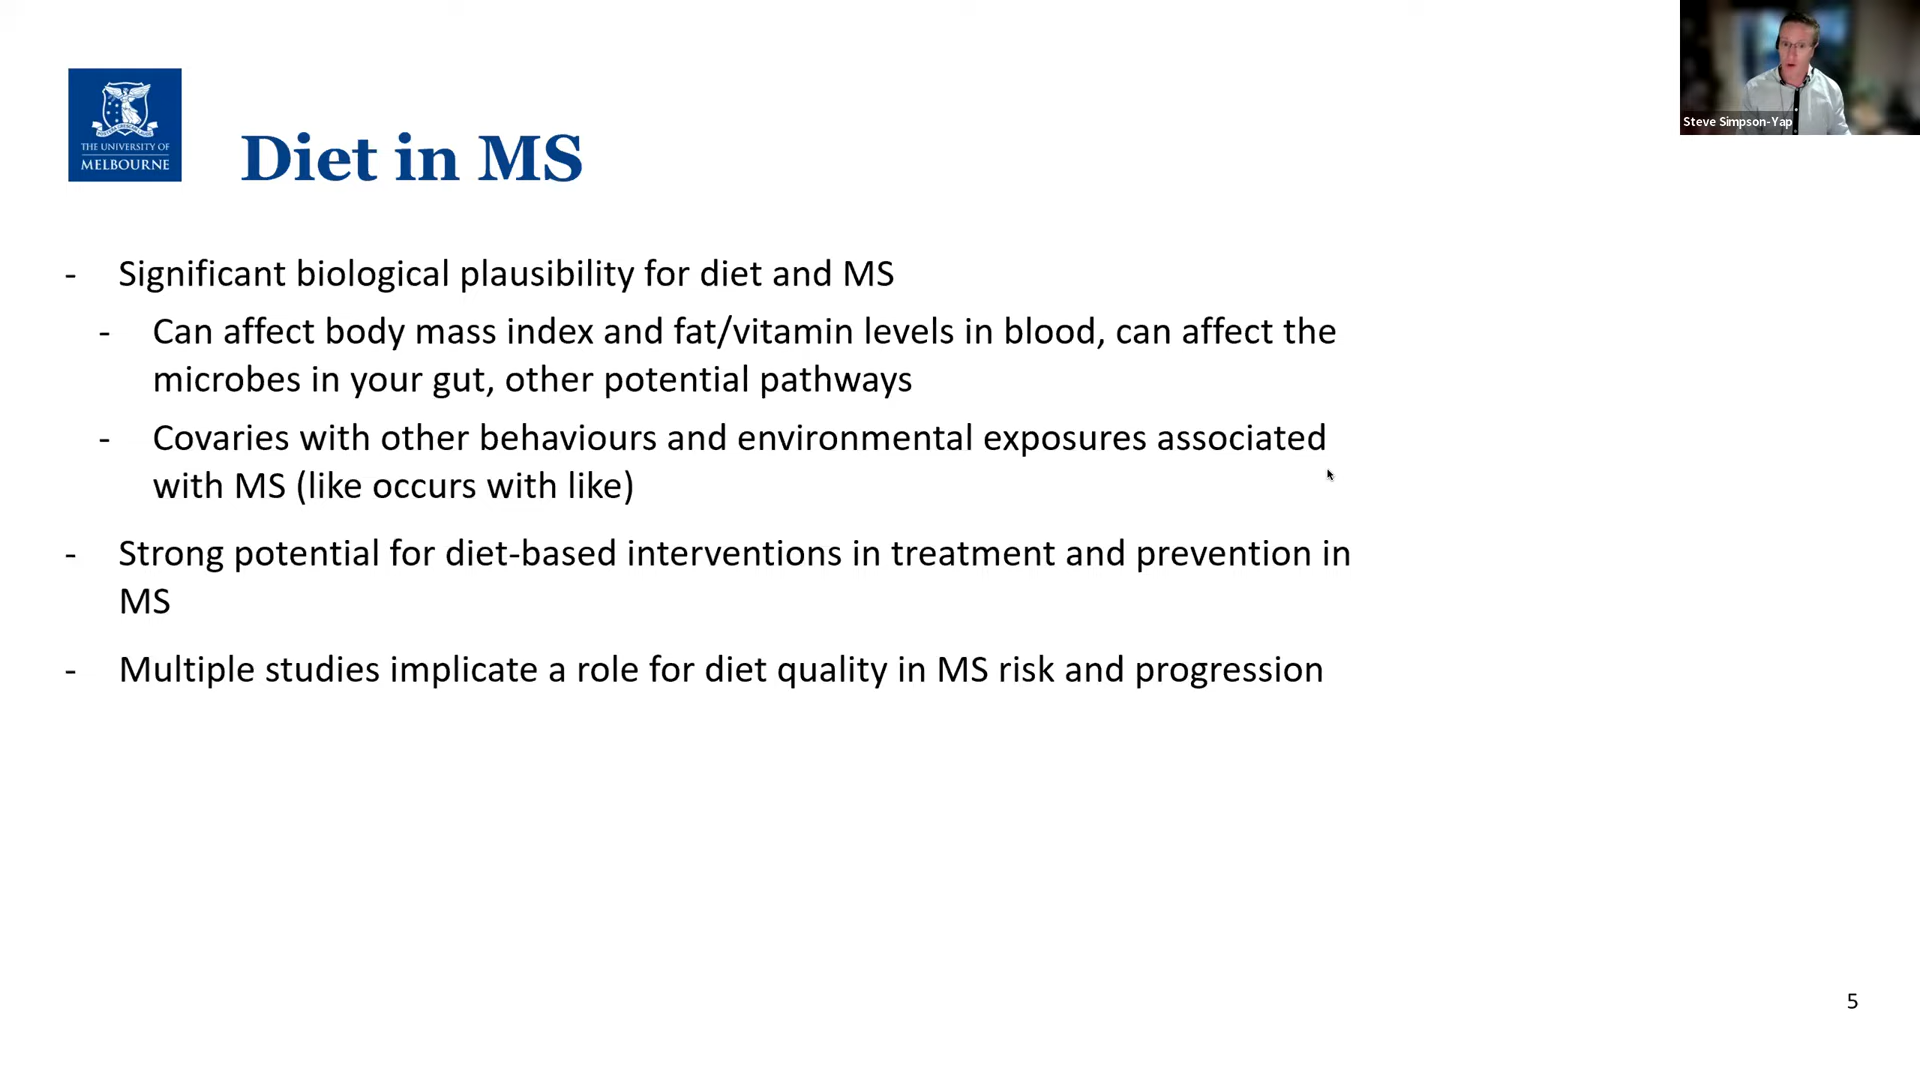 Steve Simpson-Yap
THE UNIVERSITY OF
MELBOURNE
Diet in MS
- Significant biological plausibility for diet and MS
- Can affect body mass index and fat/vitamin levels in blood, can affect the
microbes in your gut, other potential pathways
- Covaries with other behaviours and environmental exposures associated
with MS (like occurs with like)
- Strong potential for diet-based interventions in treatment and prevention in
MS
- Multiple studies implicate a role for diet quality in MS risk and progression
5